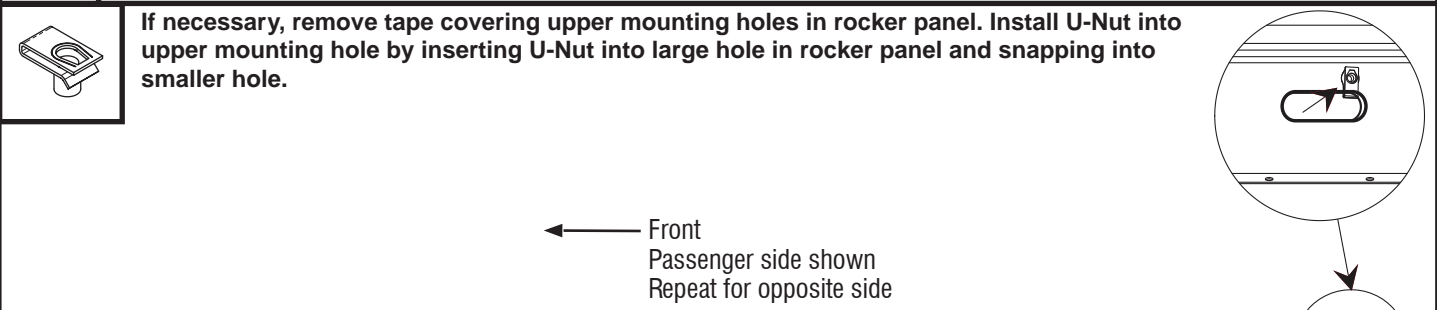 If necessary, remove tape covering upper mounting holes in rocker panel. Install U-Nut into
upper mounting hole by inserting U-Nut into large hole in rocker panel and snapping into
smaller hole.
Front
Passenger side shown
Repeat for opposite side